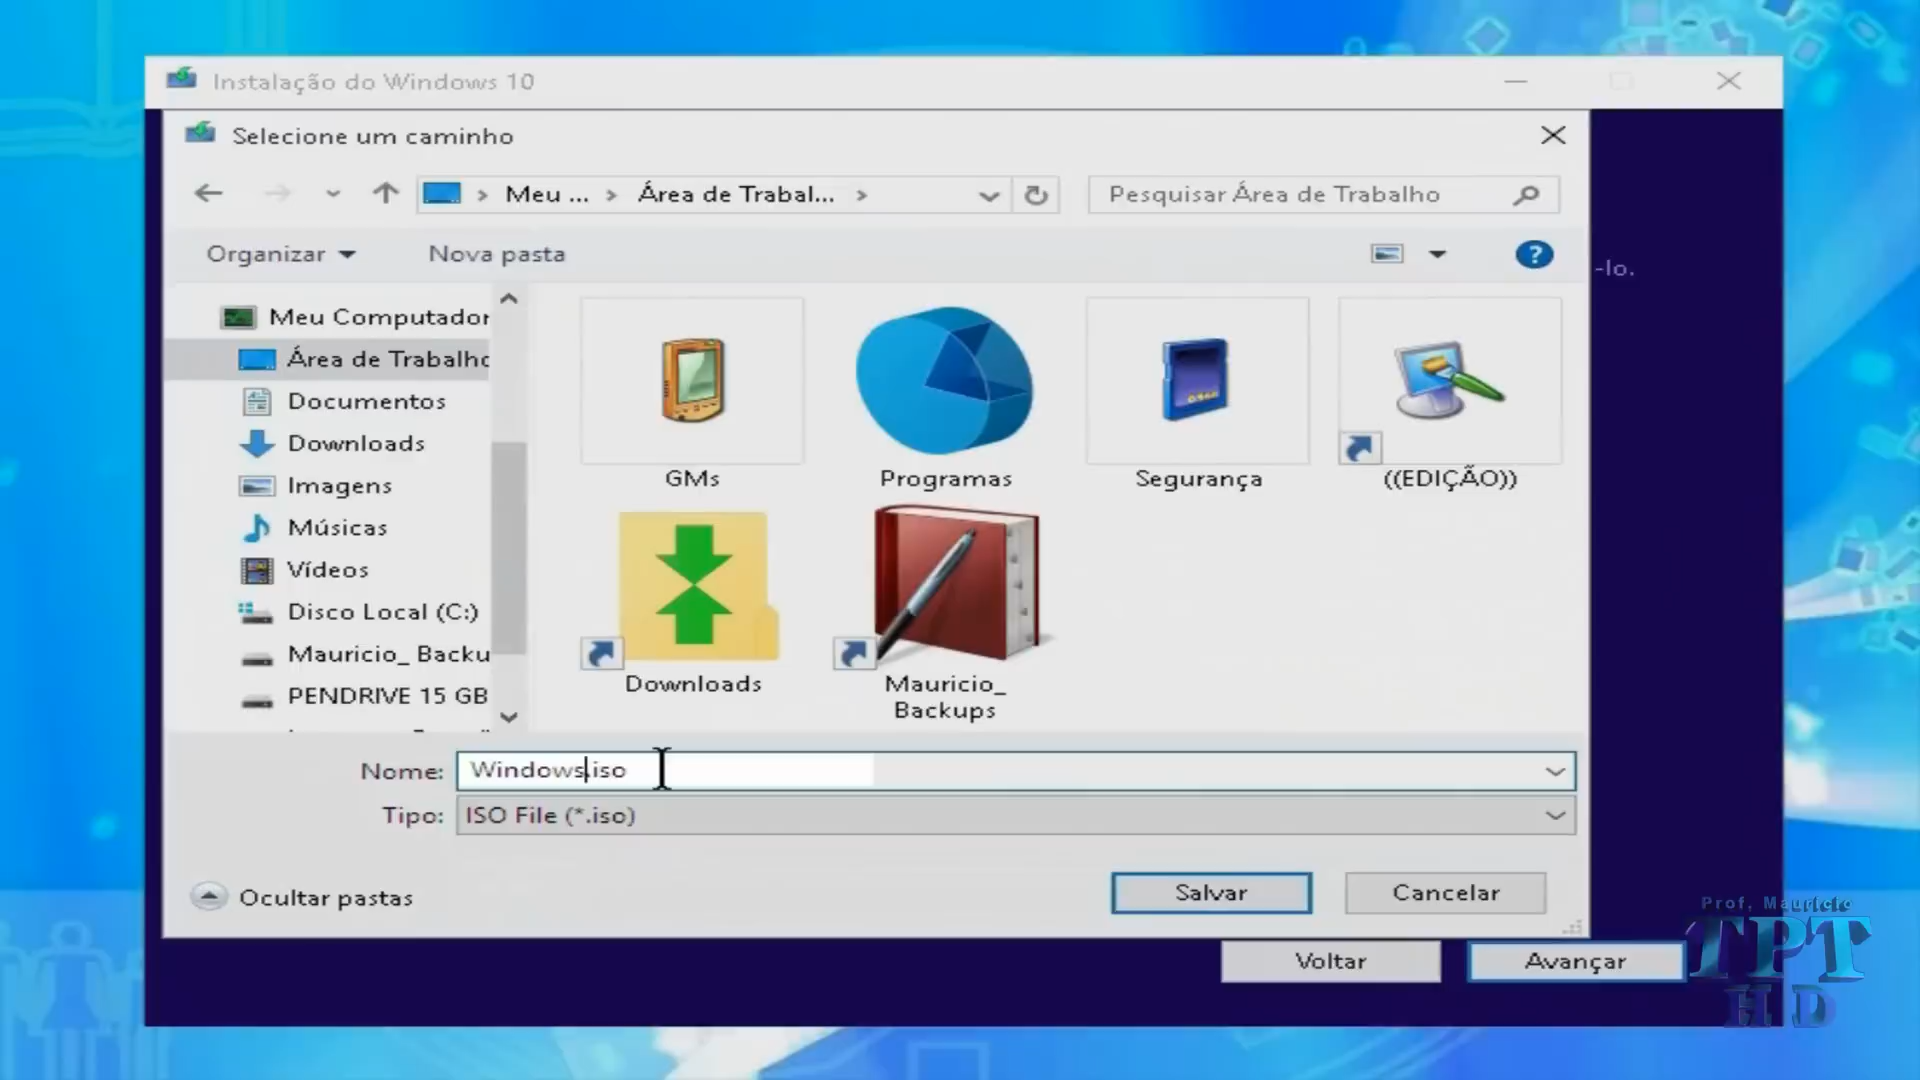 Instalação do Windows 10
Selecione um caminho
Meu ... > Área de Trabal... >
Pesquisar Área de Trabalho
Organizar
Nova pasta
-lo.
Meu Computador
Área de Trabalho
Documentos
Downloads
Imagens
Músicas
Vídeos
Disco Local (C:)
Mauricio_ Backu
PENDRIVE 15 GB
GMs
Programas
Segurança
((EDIÇÃO))
Downloads
Mauricio_
Backups
Nome: Windows.iso
Tipo: ISO File (*.iso)
Ocultar pastas
Salvar
Cancelar
Voltar
Avançar
Prof. Mauricio
TPT
HD